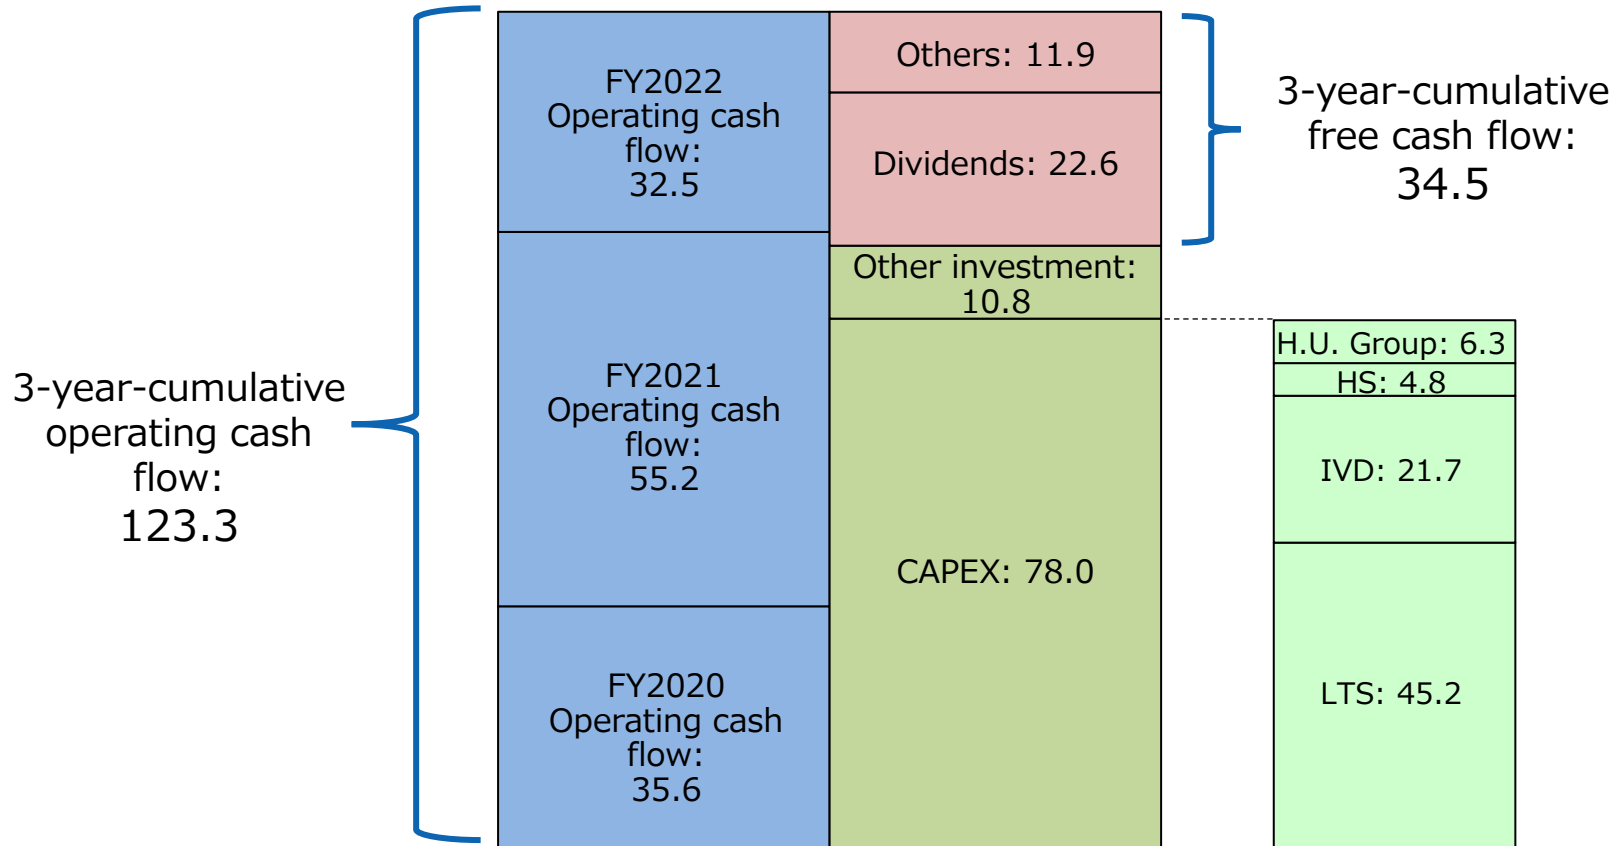 3-year-cumulative
operating cash
flow:
123.3
FY2022
Operating cash
flow:
32.5
FY2021
Operating cash
flow:
55.2
FY2020
Operating cash
flow:
35.6
Others: 11.9
Dividends: 22.6
Other investment:
10.8
CAPEX: 78.0
3-year-cumulative
free cash flow:
34.5
H.U. Group: 6.3
HS: 4.8
IVD: 21.7
LTS: 45.2